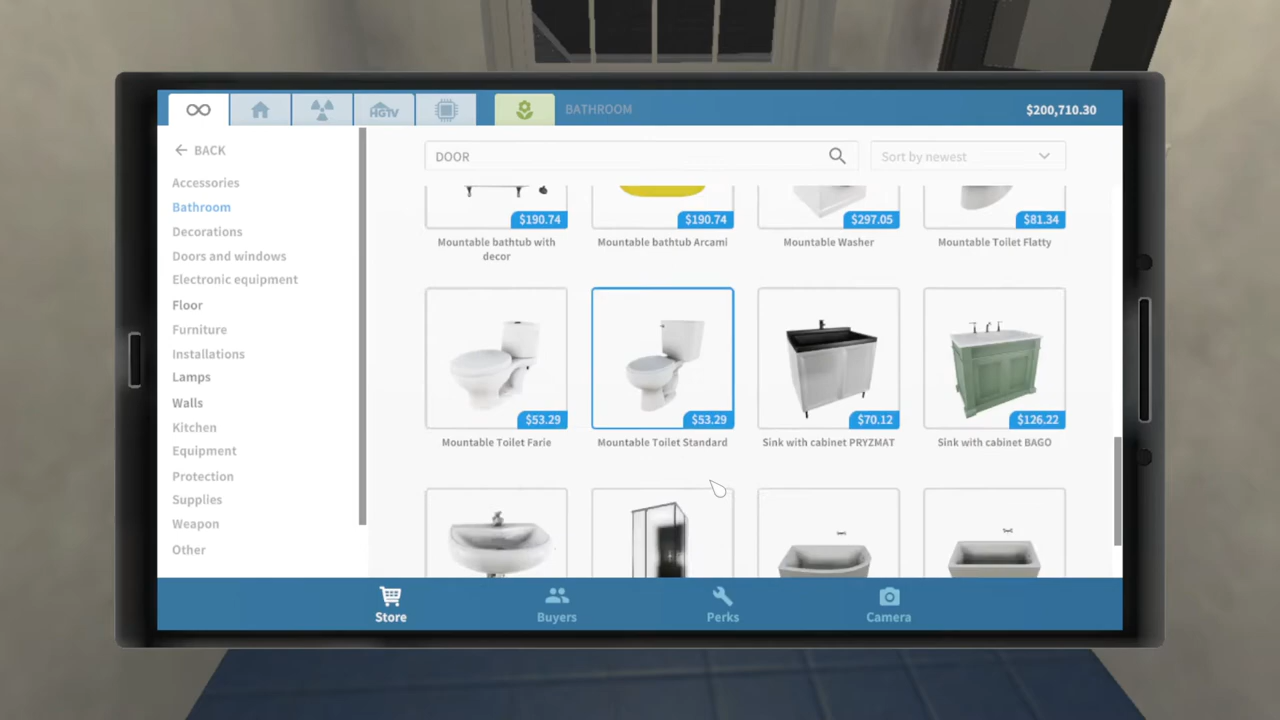 HGTV
BATHROOM
$200,710.30
BACK
DOOR
Sort by newest
Accessories
Bathroom
Decorations
Doors and windows
Electronic equipment
Floor
Furniture
Installations
Lamps
Walls
Kitchen
Equipment
Protection
Supplies
Weapon
Other
$190.74
$190.74
$297.05
$81.34
Mountable bathtub with
decor
Mountable bathtub Arcami
Mountable Washer
Mountable Toilet Flatty
$53.29
$53.29
$70.12
$126.22
Mountable Toilet Farie
Mountable Toilet Standard
Sink with cabinet PRYZMAT
Sink with cabinet BAGO
Store
Buyers
Perks
Camera